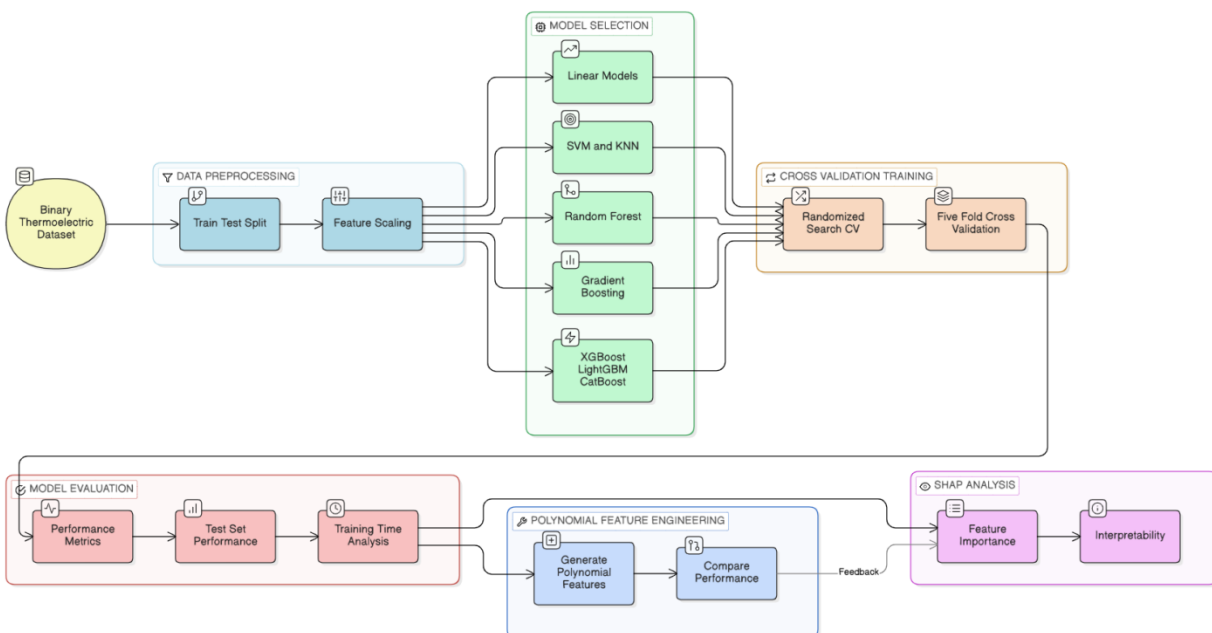 MODEL SELECTION
Linear Models
SVM and KNN
Random Forest
Gradient
Boosting
XGBoost
LightGBM
CatBoost
Binary
Thermoelectric
Dataset
DATA PREPROCESSING
Train Test Split
Feature Scaling
CROSS VALIDATION TRAINING
Randomized
Search CV
Five Fold Cross
Validation
MODEL EVALUATION
Performance
Metrics
Test Set
Performance
Training Time
Analysis
POLYNOMIAL FEATURE ENGINEERING
Generate
Polynomial
Features
Compare
Performance
Feedback
SHAP ANALYSIS
Feature
Importance
Interpretability